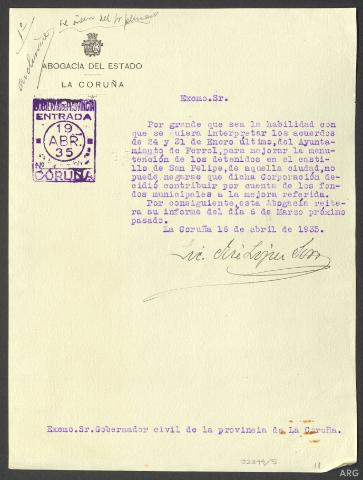 ABOGACÍA DEL ESTADO
LA CORUÑA
ENTRADA
19
ABR.
35
CORUÑA
Excmo.Sr.
Por grande que sea la habilidad con
que se quiera interpretar los acuerdos
de 24 y 31 de Enero último, del Ayunta-
miento de Ferrol, para mejorar la manu-
tención de los detenidos en el casti-
llo de San Felipe, de aquella ciudad, no
puede negarse que dicha Corporación de-
cidió contribuir por cuenta de los fon-
dos municipales a la mejora referida.
Por consiguiente, esta Abogacía reite-
ra su informe del día 6 de Marzo próximo
pasado.
La Coruña 16 de abril de 1935.
Lic. José López
Excmo.Sr.Gobernador civil de la provincia de La Coruña.
11
ARG